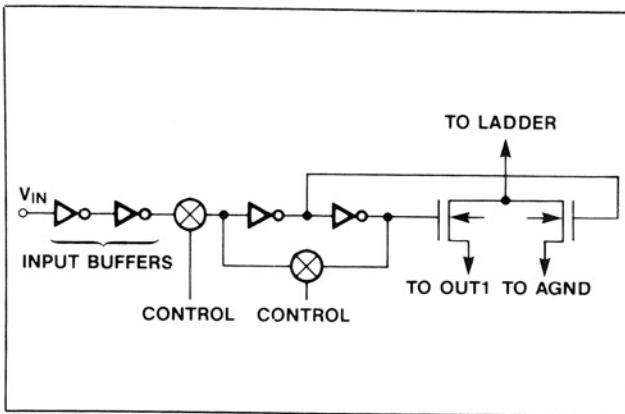 TO LADDER
VIN
INPUT BUFFERS
CONTROL CONTROL
TO OUT1 TO AGND